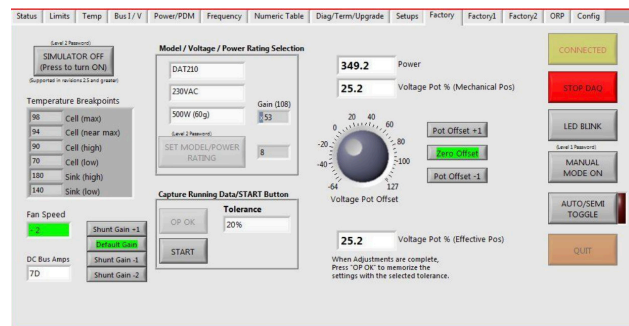 Status Limits Temp Bus I / V Power/PDM Frequency Numeric Table Diag/Term/Upgrade Setups Factory Factory1 Factory2 ORP Config
(Level 2 Password)
SIMULATOR OFF
(Press to turn ON)
(Supported in revisions 2.5 and greater)
Temperature Breakpoints
98 Cell (max)
94 Cell (near max)
90 Cell (high)
70 Cell (low)
180 Sink (high)
140 Sink (low)
Fan Speed
- 2
DC Bus Amps
7D
Shunt Gain +1
Default Gain
Shunt Gain -1
Shunt Gain -2
Model / Voltage / Power Rating Selection
DAT210
230VAC
500W (60g)
Gain (108)
53
(Level 2 Password)
SET MODEL/POWER
RATING
8
Capture Running Data/START Button
OP OK
Tolerance
20%
START
349.2 Power
25.2 Voltage Pot % (Mechanical Pos)
-64 -40 -20 0 20 40 60 80 100 127
Voltage Pot Offset
Pot Offset +1
Zero Offset
Pot Offset -1
25.2 Voltage Pot % (Effective Pos)
When Adjustments are complete,
Press "OP OK" to memorize the
settings with the selected tolerance.
CONNECTED
STOP DAQ
LED BLINK
(Level 1 Password)
MANUAL
MODE ON
AUTO/SEMI
TOGGLE
QUIT